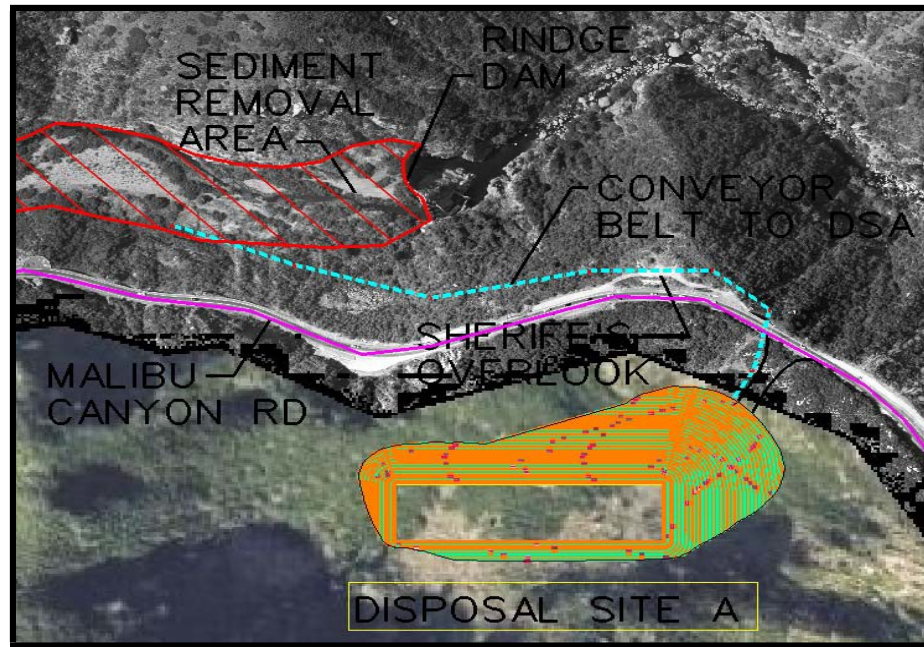 RINDGE
DAM
SEDIMENT
REMOVAL
AREA
CONVEYOR
BELT TO DSA
SHERIFF'S
OVERLOOK
MALIBU
CANYON RD
DISPOSAL SITE A